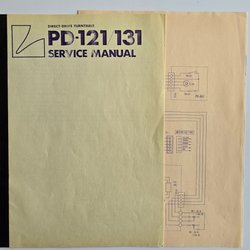 DIRECT-DRIVE TURNTABLE
PD-121/131
SERVICE MANUAL